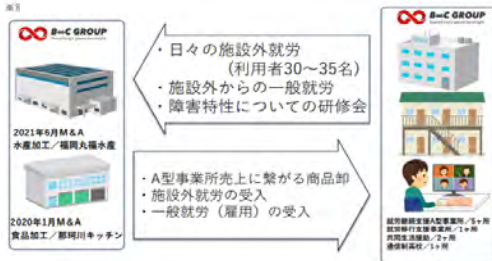 ※3
B∞C GROUP
2021年6月M&A
水産加工／福岡丸福水産
2020年1月M&A
食品加工／那珂川キッチン
・日々の施設外就労
(利用者30～35名)
・施設外からの一般就労
・障害特性についての研修会
・A型事業所売上に繋がる商品卸
・施設外就労の受入
・一般就労（雇用）の受入
B∞C GROUP
就労継続支援A型事業所／5ヶ所
就労移行支援事業所／1ヶ所
共同生活援助／2ヶ所
通信制高校／1ヶ所